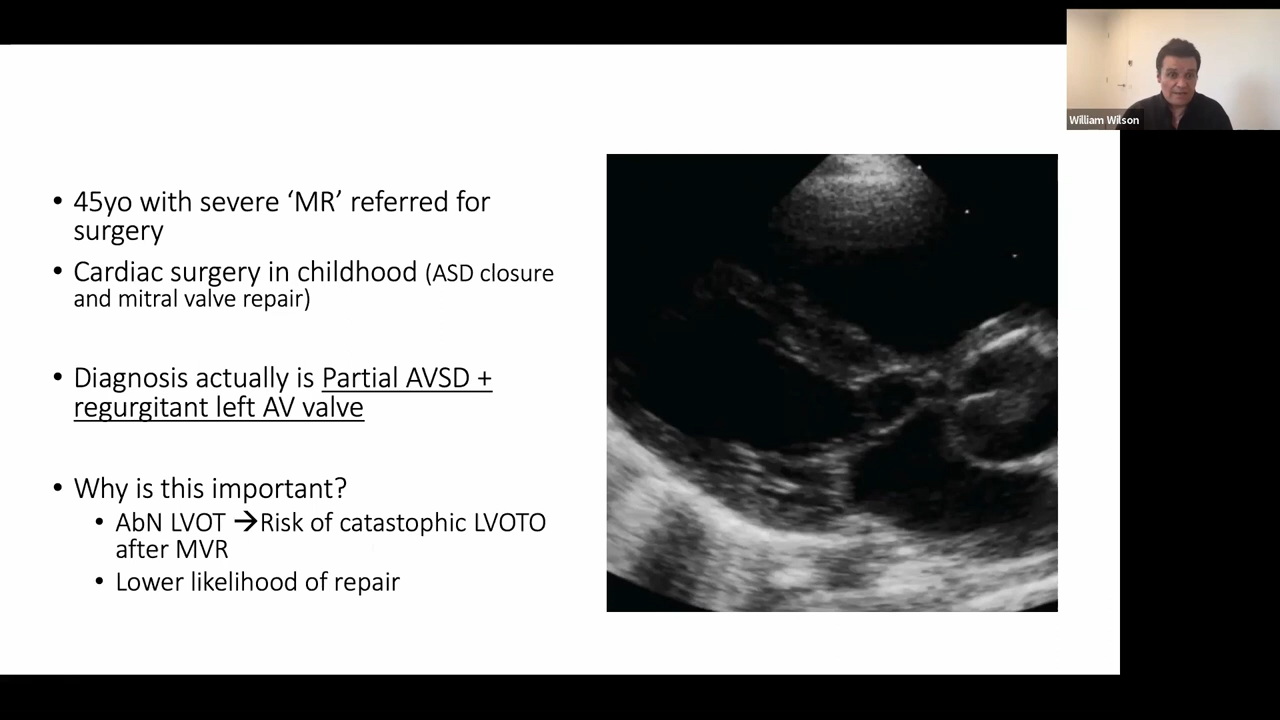 William Wilson
• 45yo with severe ‘MR’ referred for
surgery
• Cardiac surgery in childhood (ASD closure
and mitral valve repair)
• Diagnosis actually is Partial AVSD +
regurgitant left AV valve
• Why is this important?
• AbN LVOT →Risk of catastophic LVOTO
after MVR
• Lower likelihood of repair